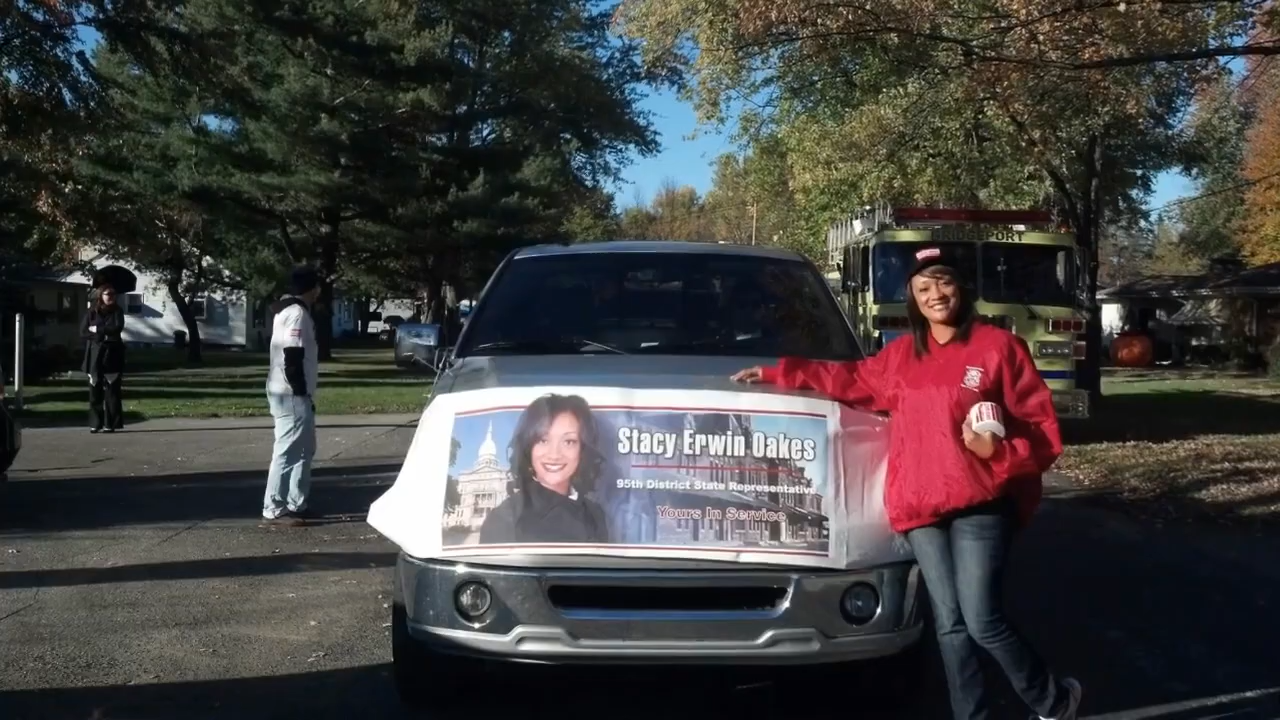 Stacy Erwin Oakes
95th District State Representative
Yours In Service